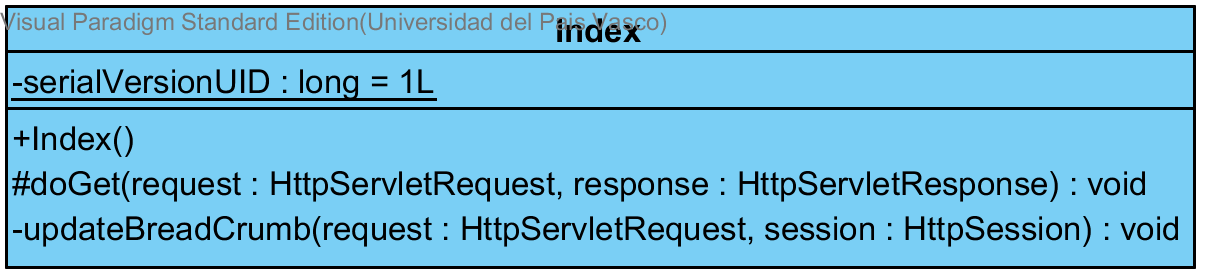 Visual Paradigm Standard Edition(Universidad del Pais Vasco)
Index
-serialVersionUID : long = 1L
+Index()
#doGet(request : HttpServletRequest, response : HttpServletResponse) : void
-updateBreadCrumb(request : HttpServletRequest, session : HttpSession) : void